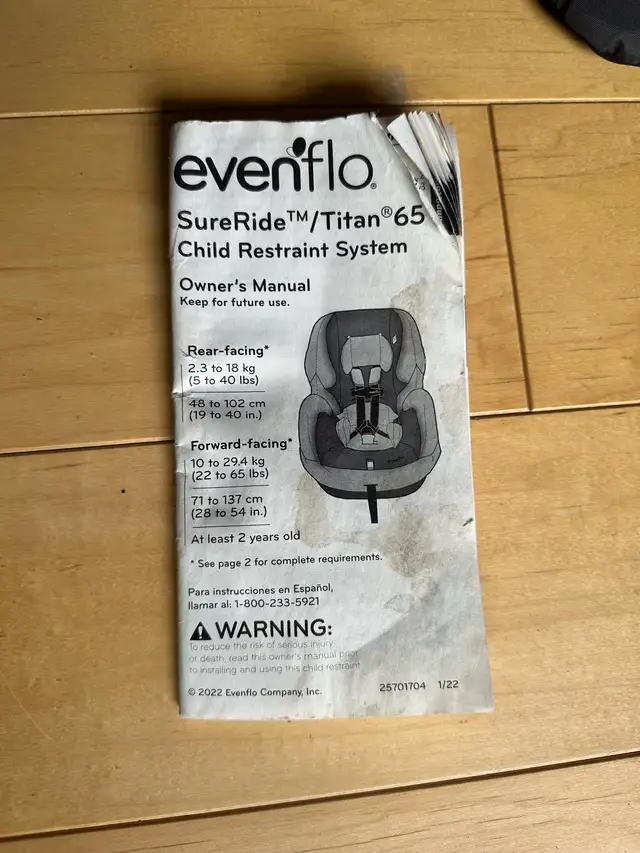 evenflo®
SureRide™/Titan®65
Child Restraint System
Owner's Manual
Keep for future use.
Rear-facing*
2.3 to 18 kg
(5 to 40 lbs)
48 to 102 cm
(19 to 40 in.)
Forward-facing*
10 to 29.4 kg
(22 to 65 lbs)
71 to 137 cm
(28 to 54 in.)
At least 2 years old
* See page 2 for complete requirements.
Para instrucciones en Español,
llamar al: 1-800-233-5921
WARNING:
To reduce the risk of serious injury
or death, read this owner's manual prior
to installing and using this child restraint
© 2022 Evenflo Company, Inc.
25701704 1/22